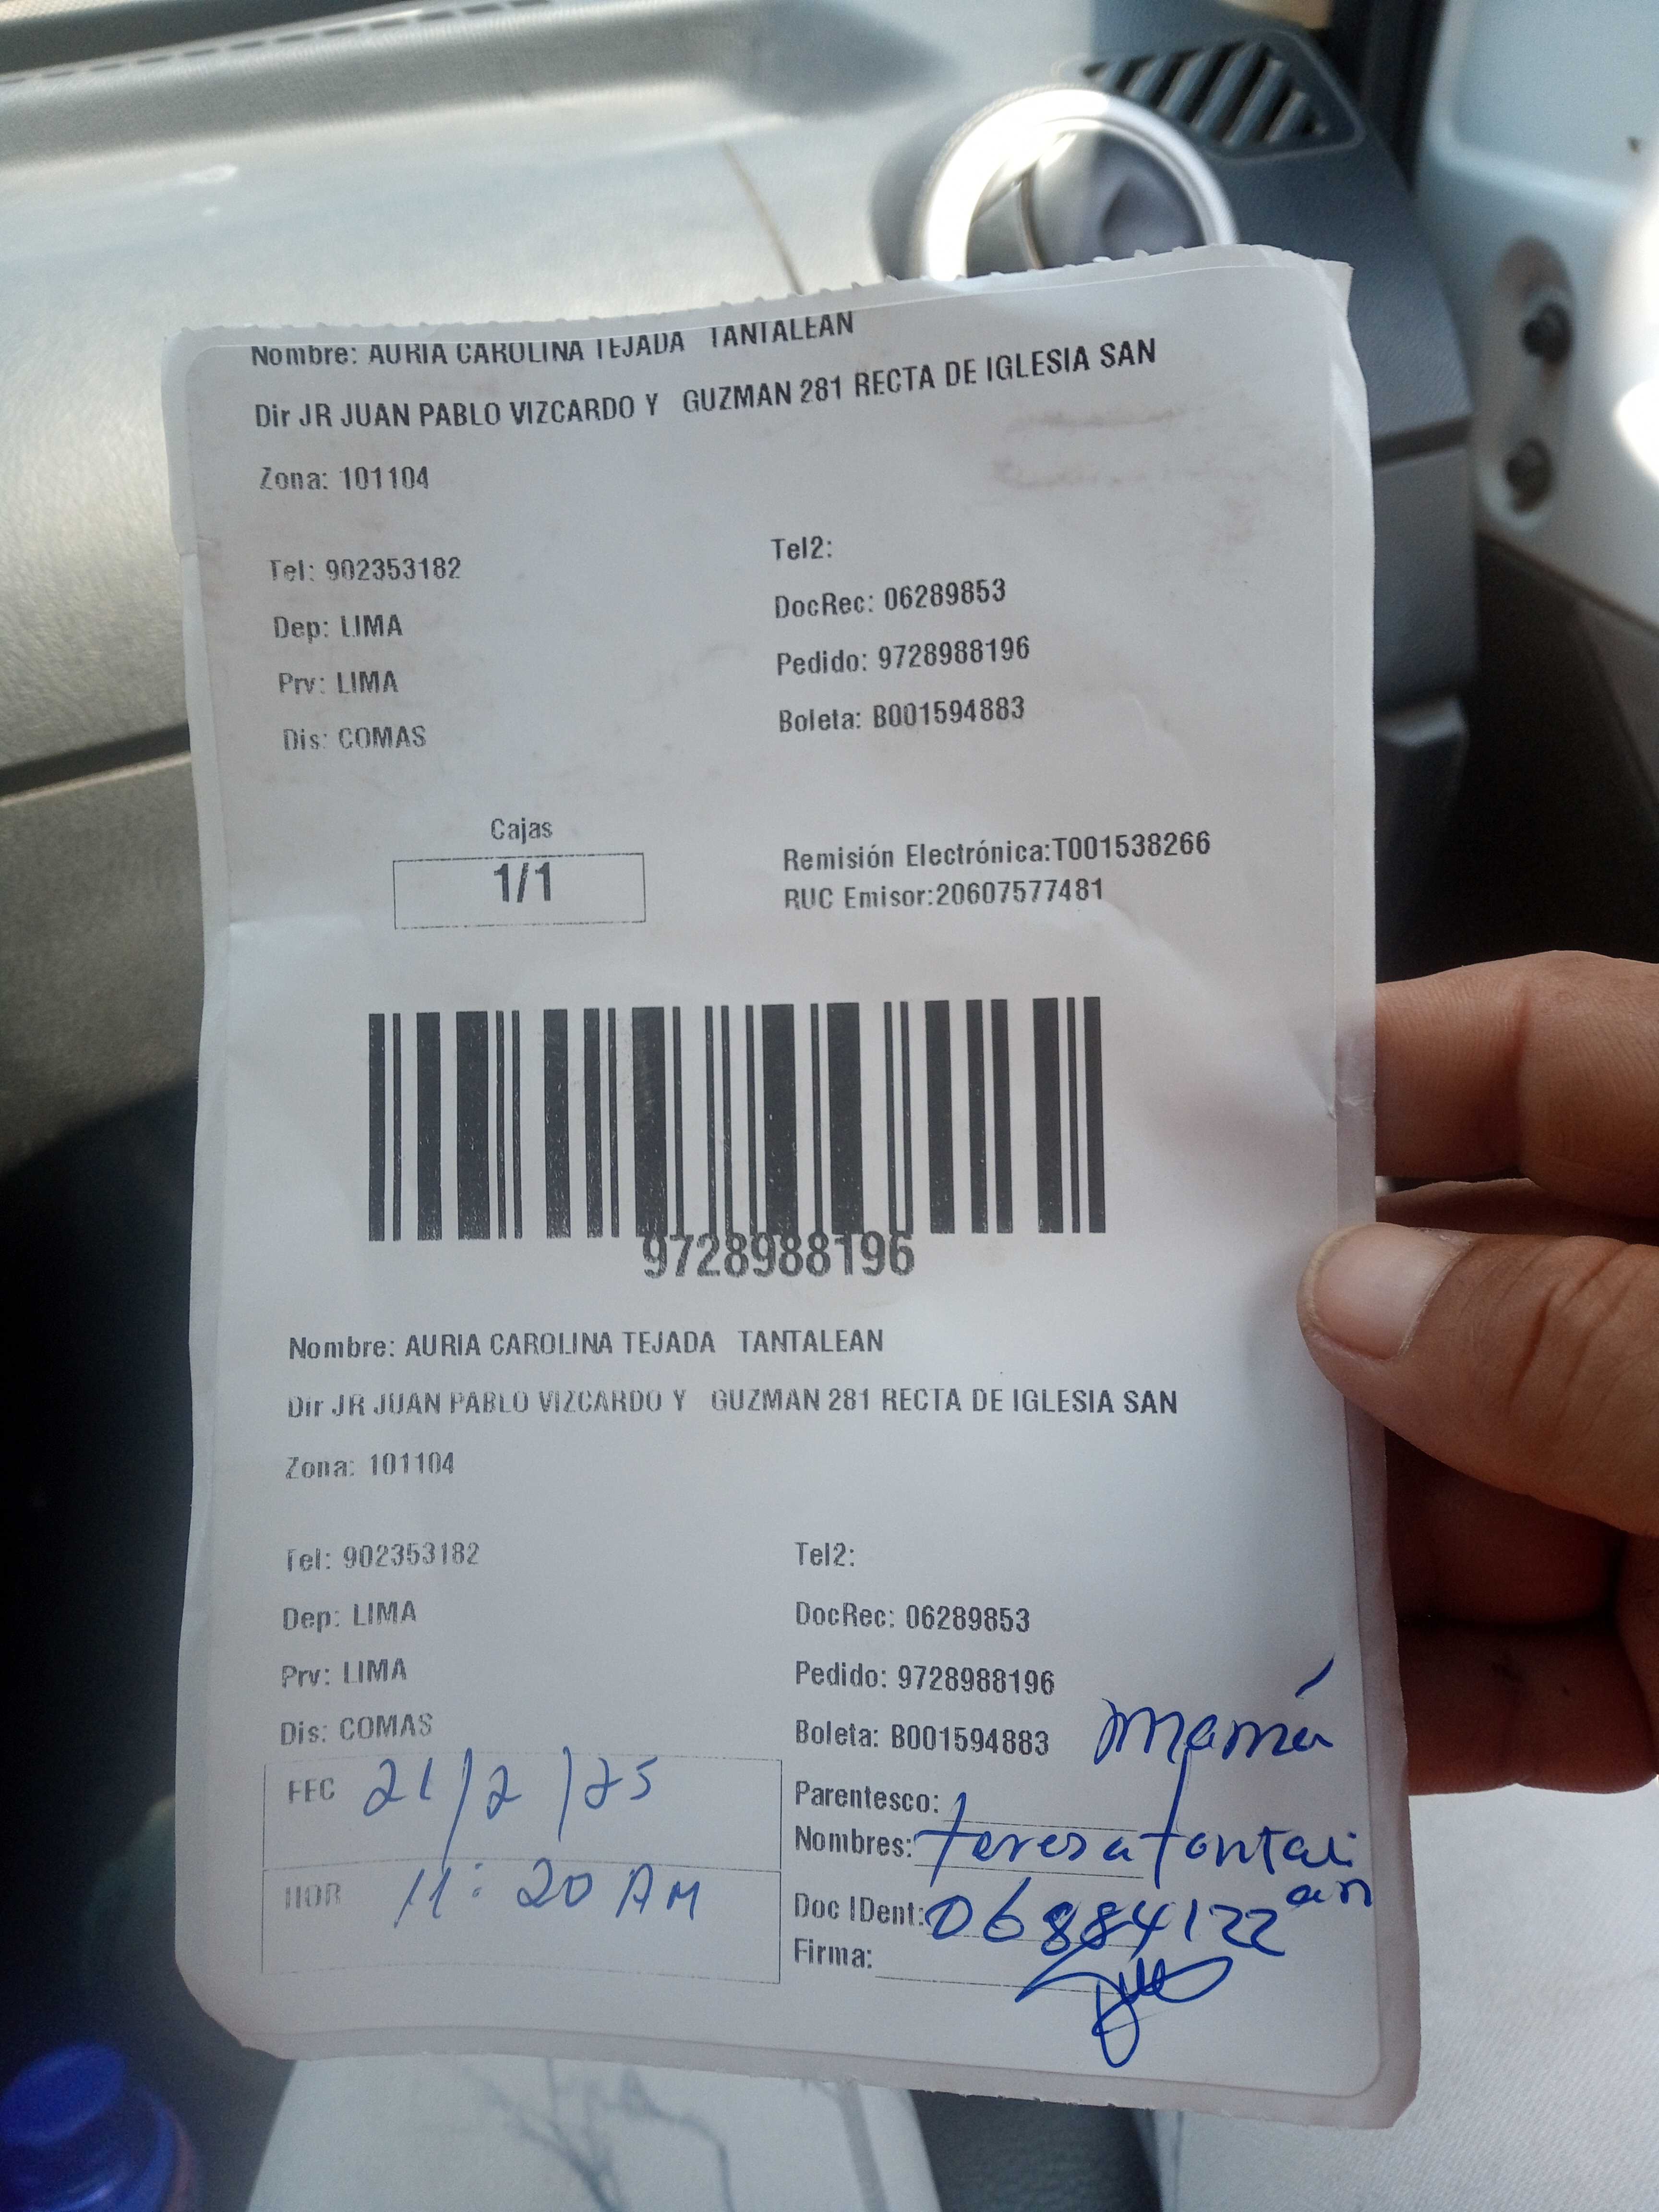 Nombre: AURIA CAROLINA TEJADA TANTALEAN
Dir JR JUAN PABLO VIZCARDO Y GUZMAN 281 RECTA DE IGLESIA SAN
Zona: 101104
Tel: 902353182 Tel2:
Dep: LIMA DocRec: 06289853
Prv: LIMA Pedido: 9728988196
Dis: COMAS Boleta: B001594883
Cajas
1/1
Remisión Electrónica:T001538266
RUC Emisor:20607577481
9728988196
Nombre: AURIA CAROLINA TEJADA TANTALEAN
Dir JR JUAN PABLO VIZCARDO Y GUZMAN 281 RECTA DE IGLESIA SAN
Zona: 101104
Tel: 902353182 Tel2:
Dep: LIMA DocRec: 06289853
Prv: LIMA Pedido: 9728988196
Dis: COMAS Boleta: B001594883
FEC 21/2/25
HOR 11:20 AM
Parentesco: Mamá
Nombres: teresa
Doc IDent: 06884122
Firma: